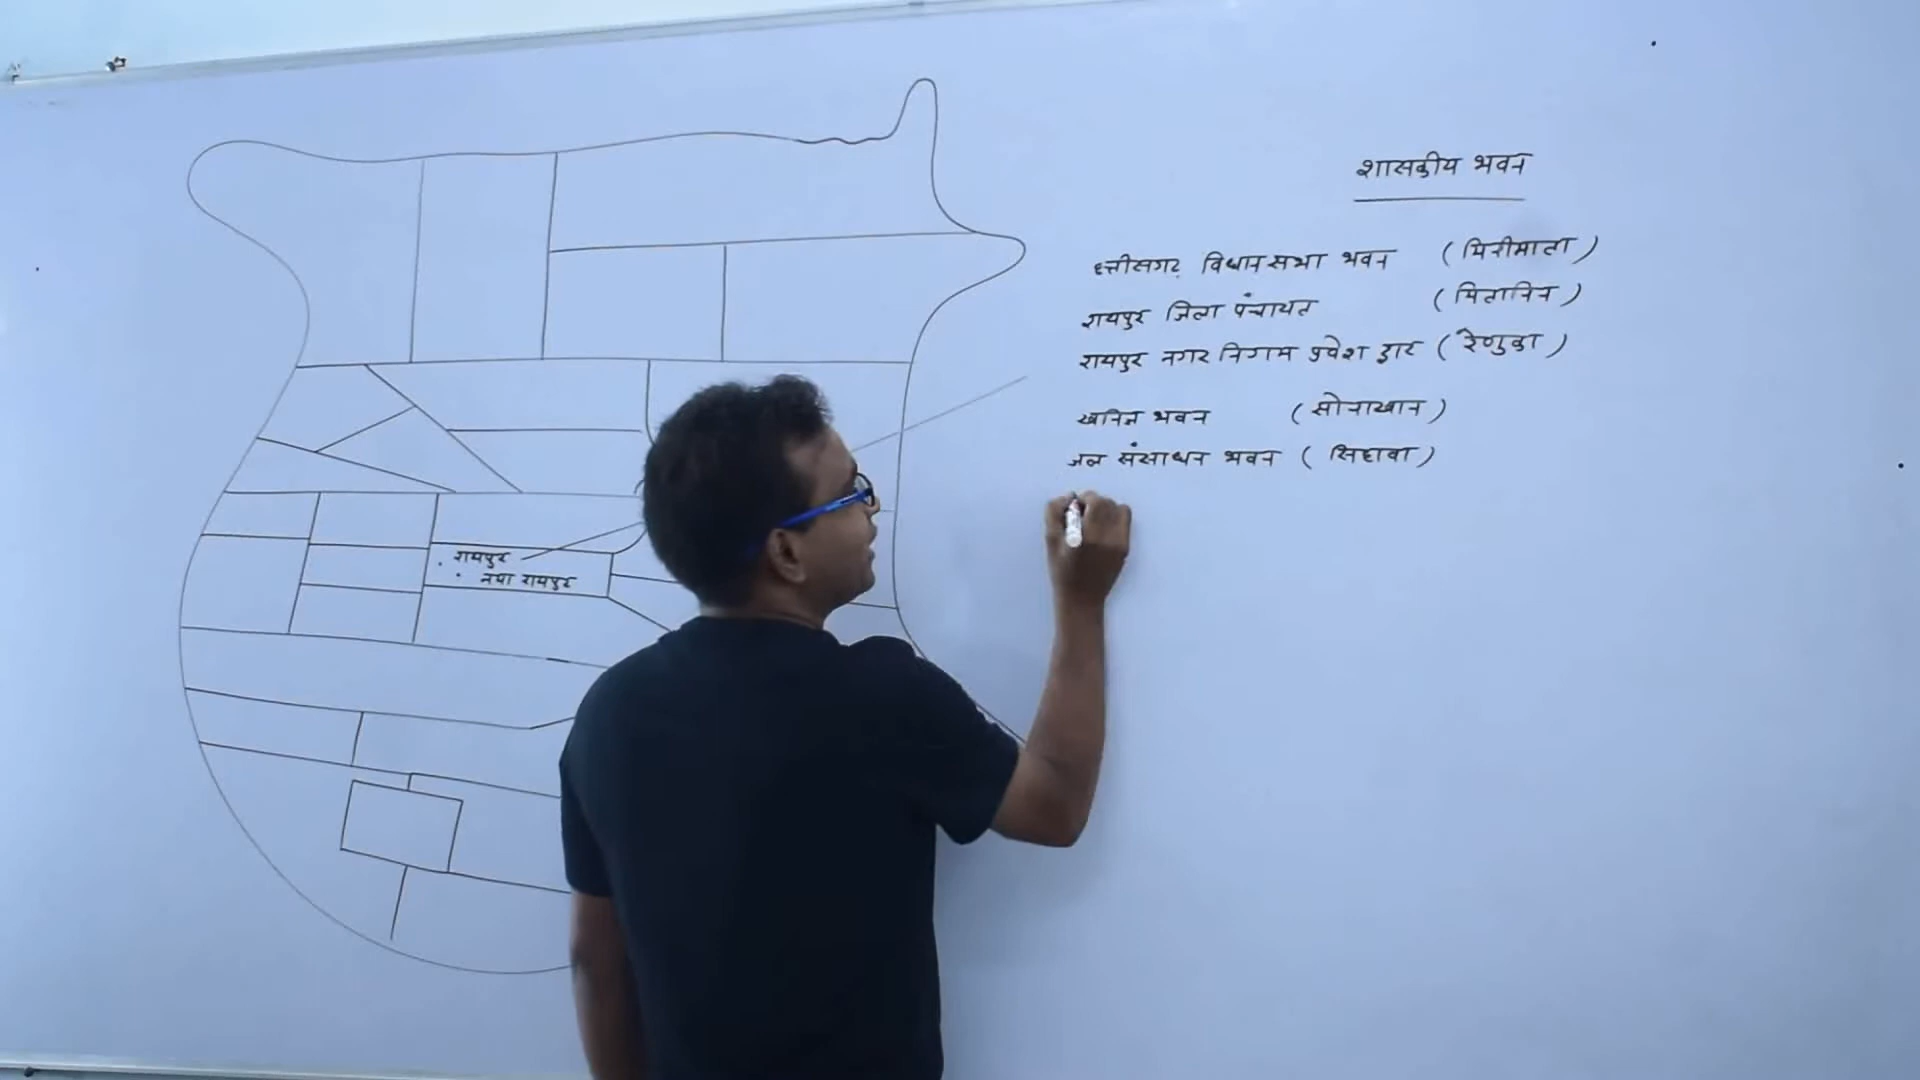 शासकीय भवन
छत्तीसगढ़ विधानसभा भवन (मिनीमाता)
रायपुर जिला पंचायत (मितानिन)
रायपुर नगर निगम प्रवेश द्वार (रेणुका)
खनिज भवन (सोनाखान)
जल संसाधन भवन (सिहावा)
रायपुर
नया रायपुर